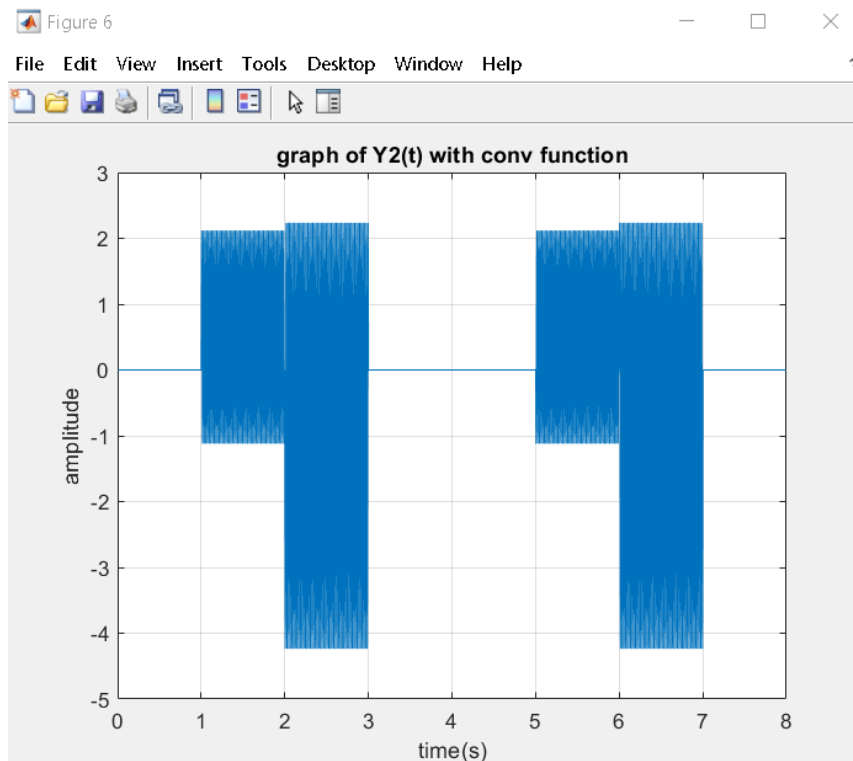 Figure 6
File Edit View Insert Tools Desktop Window Help
graph of Y2(t) with conv function
3
2
1
0
-1
-2
-3
-4
-5
amplitude
0 1 2 3 4 5 6 7 8
time(s)